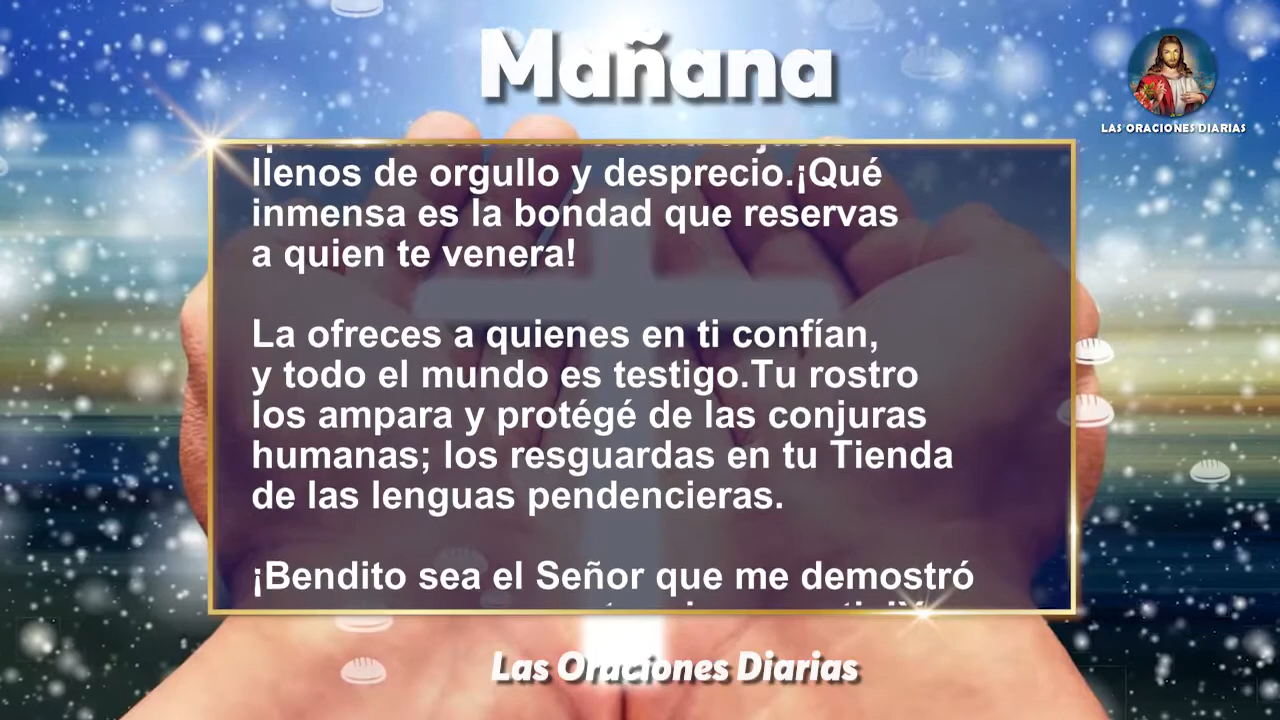 Mañana
LAS ORACIONES DIARIAS
llenos de orgullo y desprecio.¡Qué
inmensa es la bondad que reservas
a quien te venera!
La ofreces a quienes en ti confían,
y todo el mundo es testigo.Tu rostro
los ampara y protégé de las conjuras
humanas; los resguardas en tu Tienda
de las lenguas pendencieras.
¡Bendito sea el Señor que me demostró
Las Oraciones Diarias